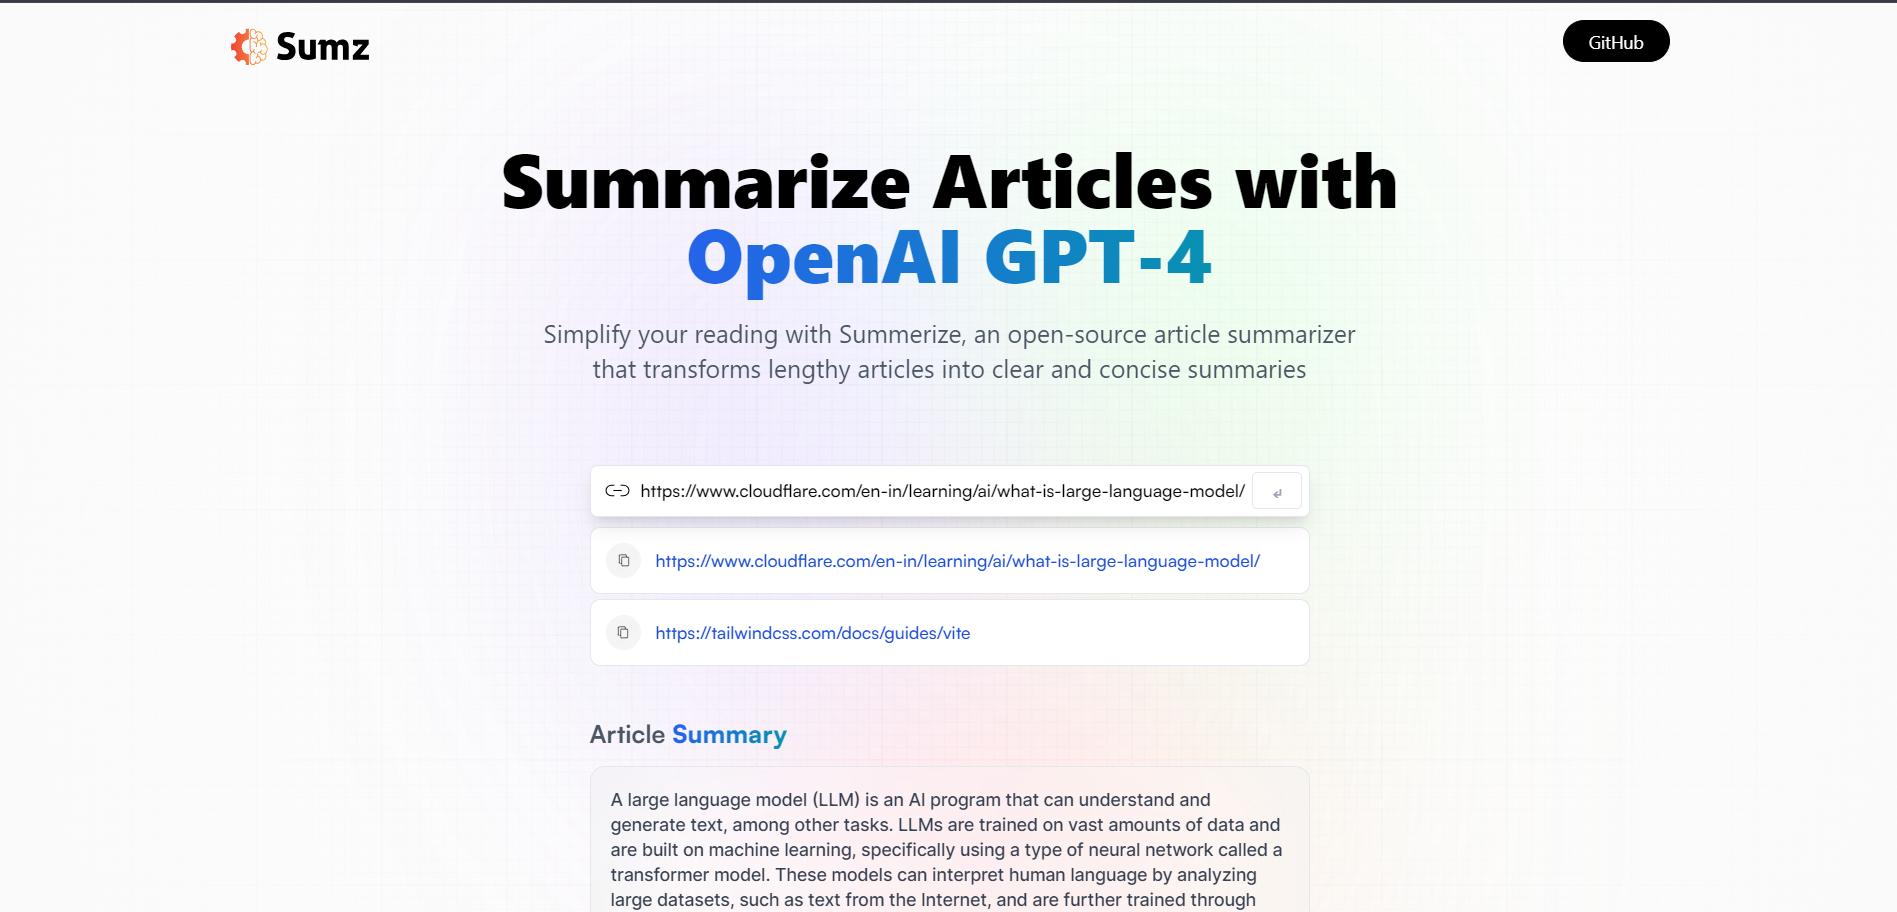 Sumz
GitHub
Summarize Articles with
OpenAI GPT-4
Simplify your reading with Summerize, an open-source article summarizer
that transforms lengthy articles into clear and concise summaries
https://www.cloudflare.com/en-in/learning/ai/what-is-large-language-model/
https://www.cloudflare.com/en-in/learning/ai/what-is-large-language-model/
https://tailwindcss.com/docs/guides/vite
Article Summary
A large language model (LLM) is an AI program that can understand and
generate text, among other tasks. LLMs are trained on vast amounts of data and
are built on machine learning, specifically using a type of neural network called a
transformer model. These models can interpret human language by analyzing
large datasets, such as text from the Internet, and are further trained through